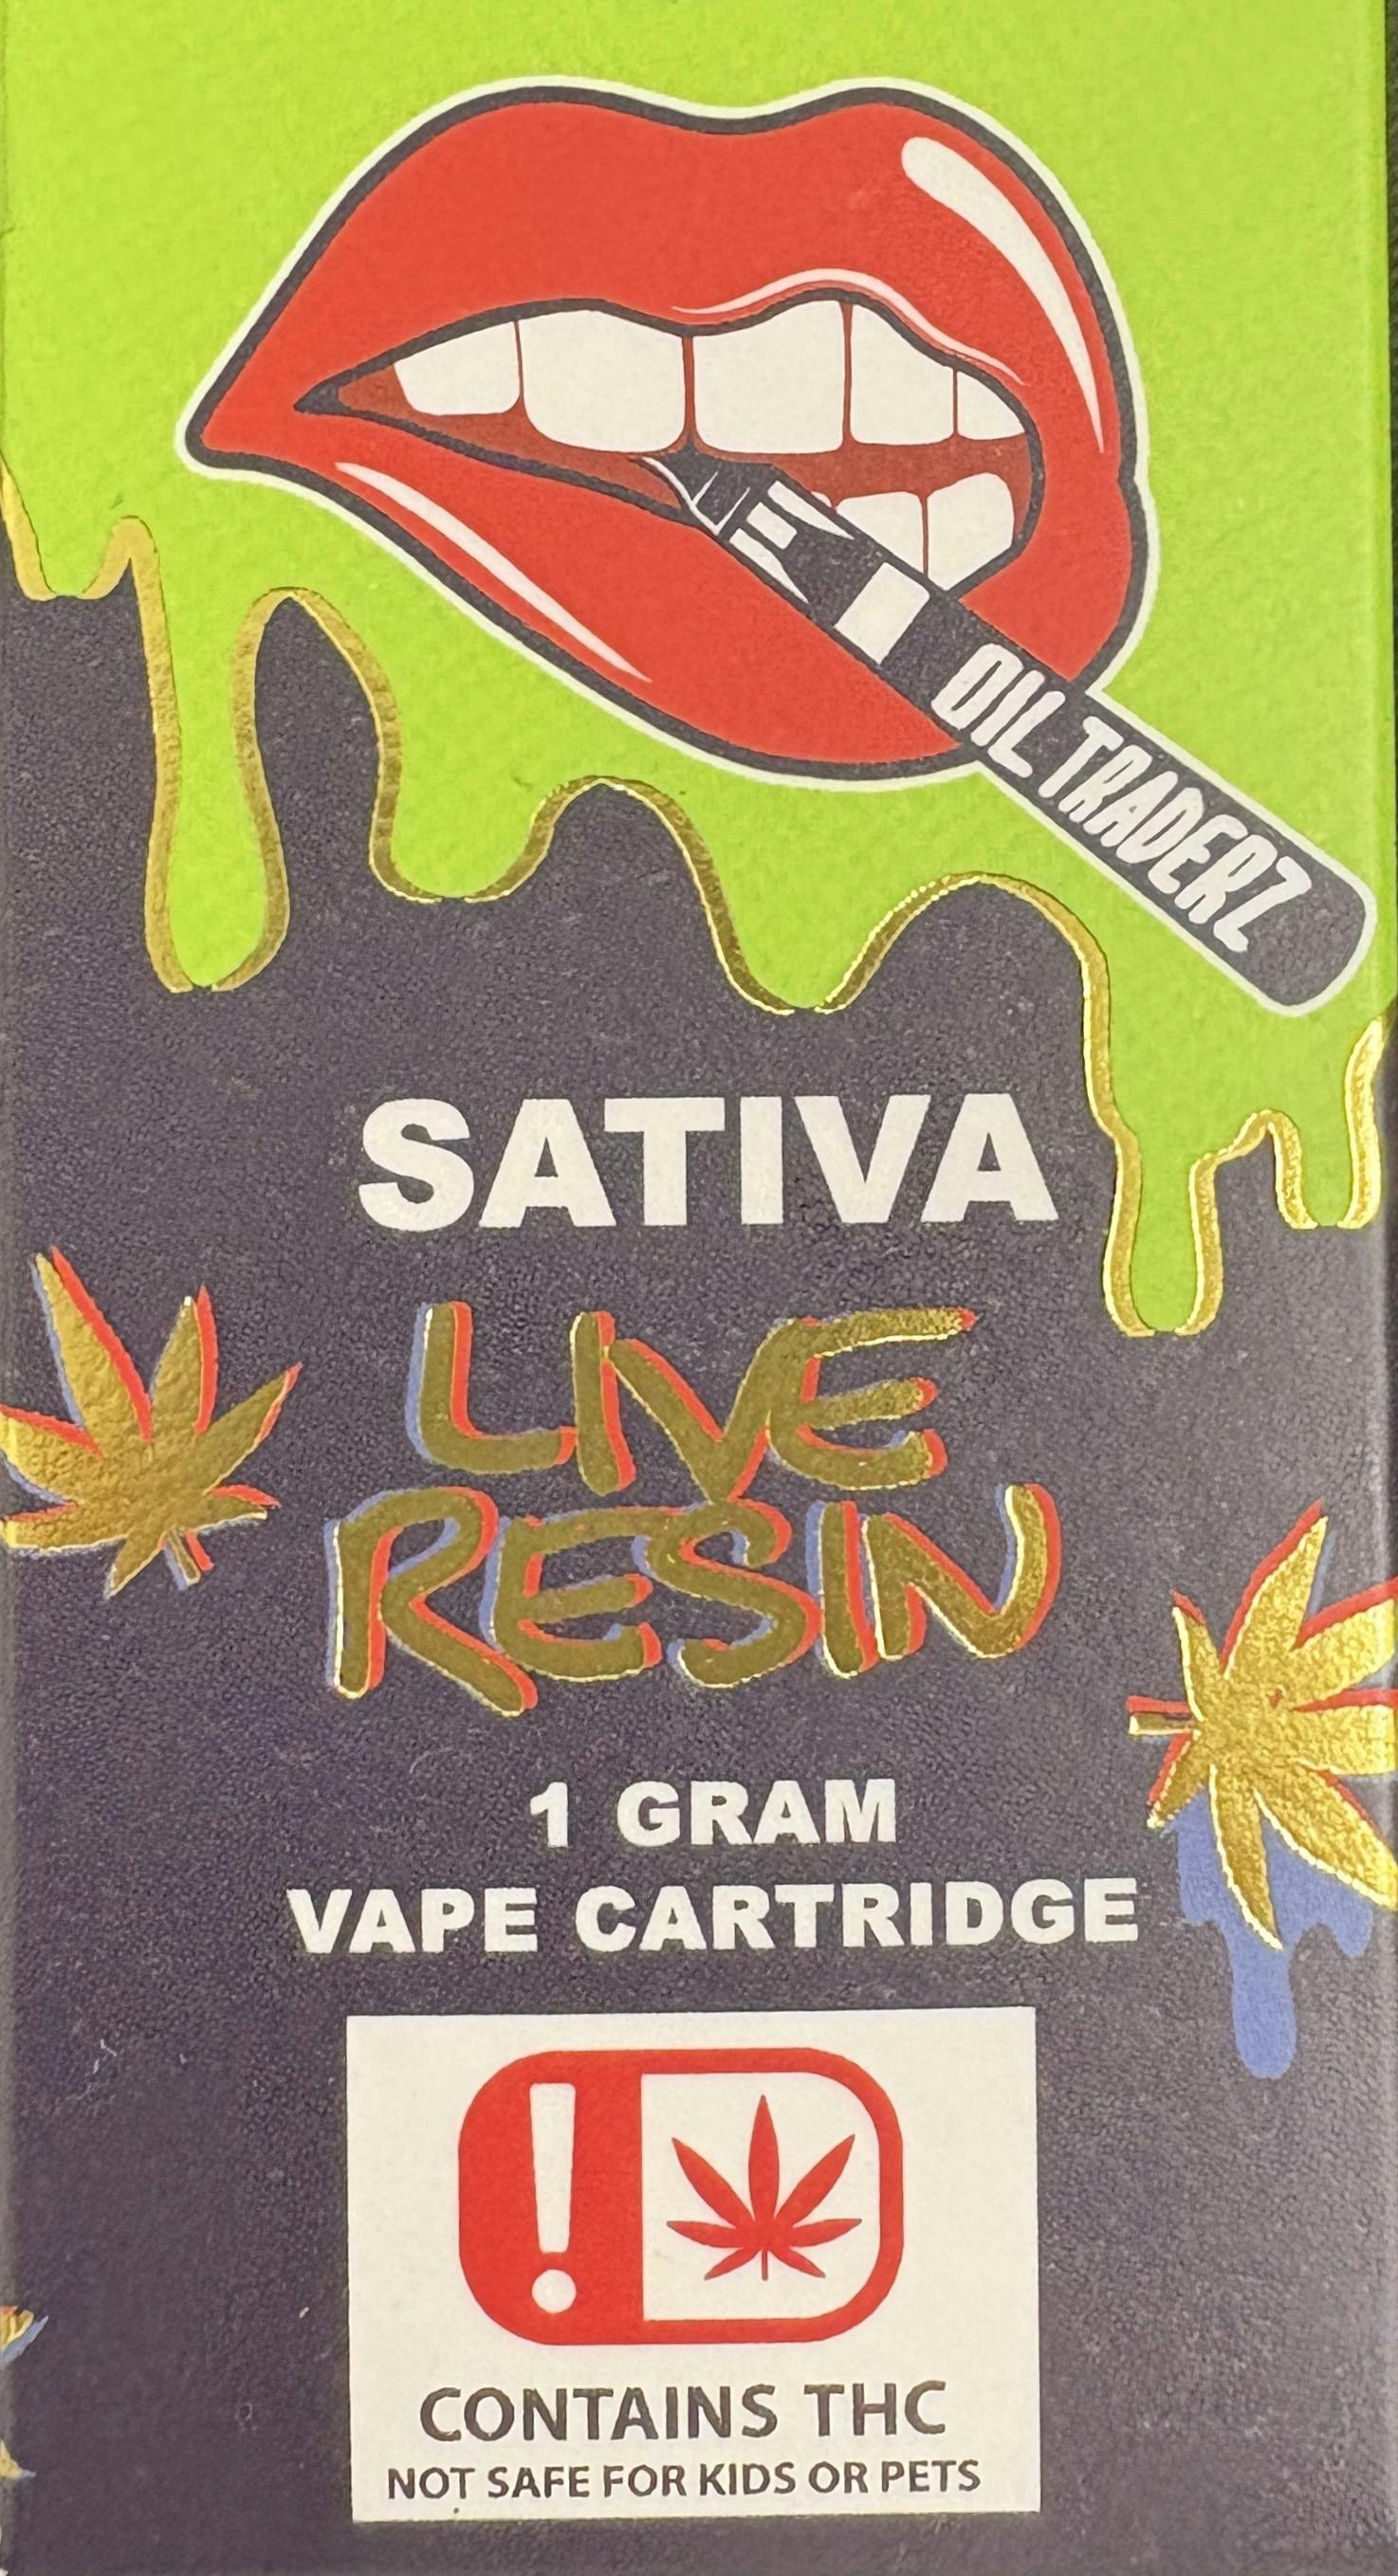 OIL TRADERZ
SATIVA
LIVE
RESIN
1 GRAM
VAPE CARTRIDGE
!
CONTAINS THC
NOT SAFE FOR KIDS OR PETS